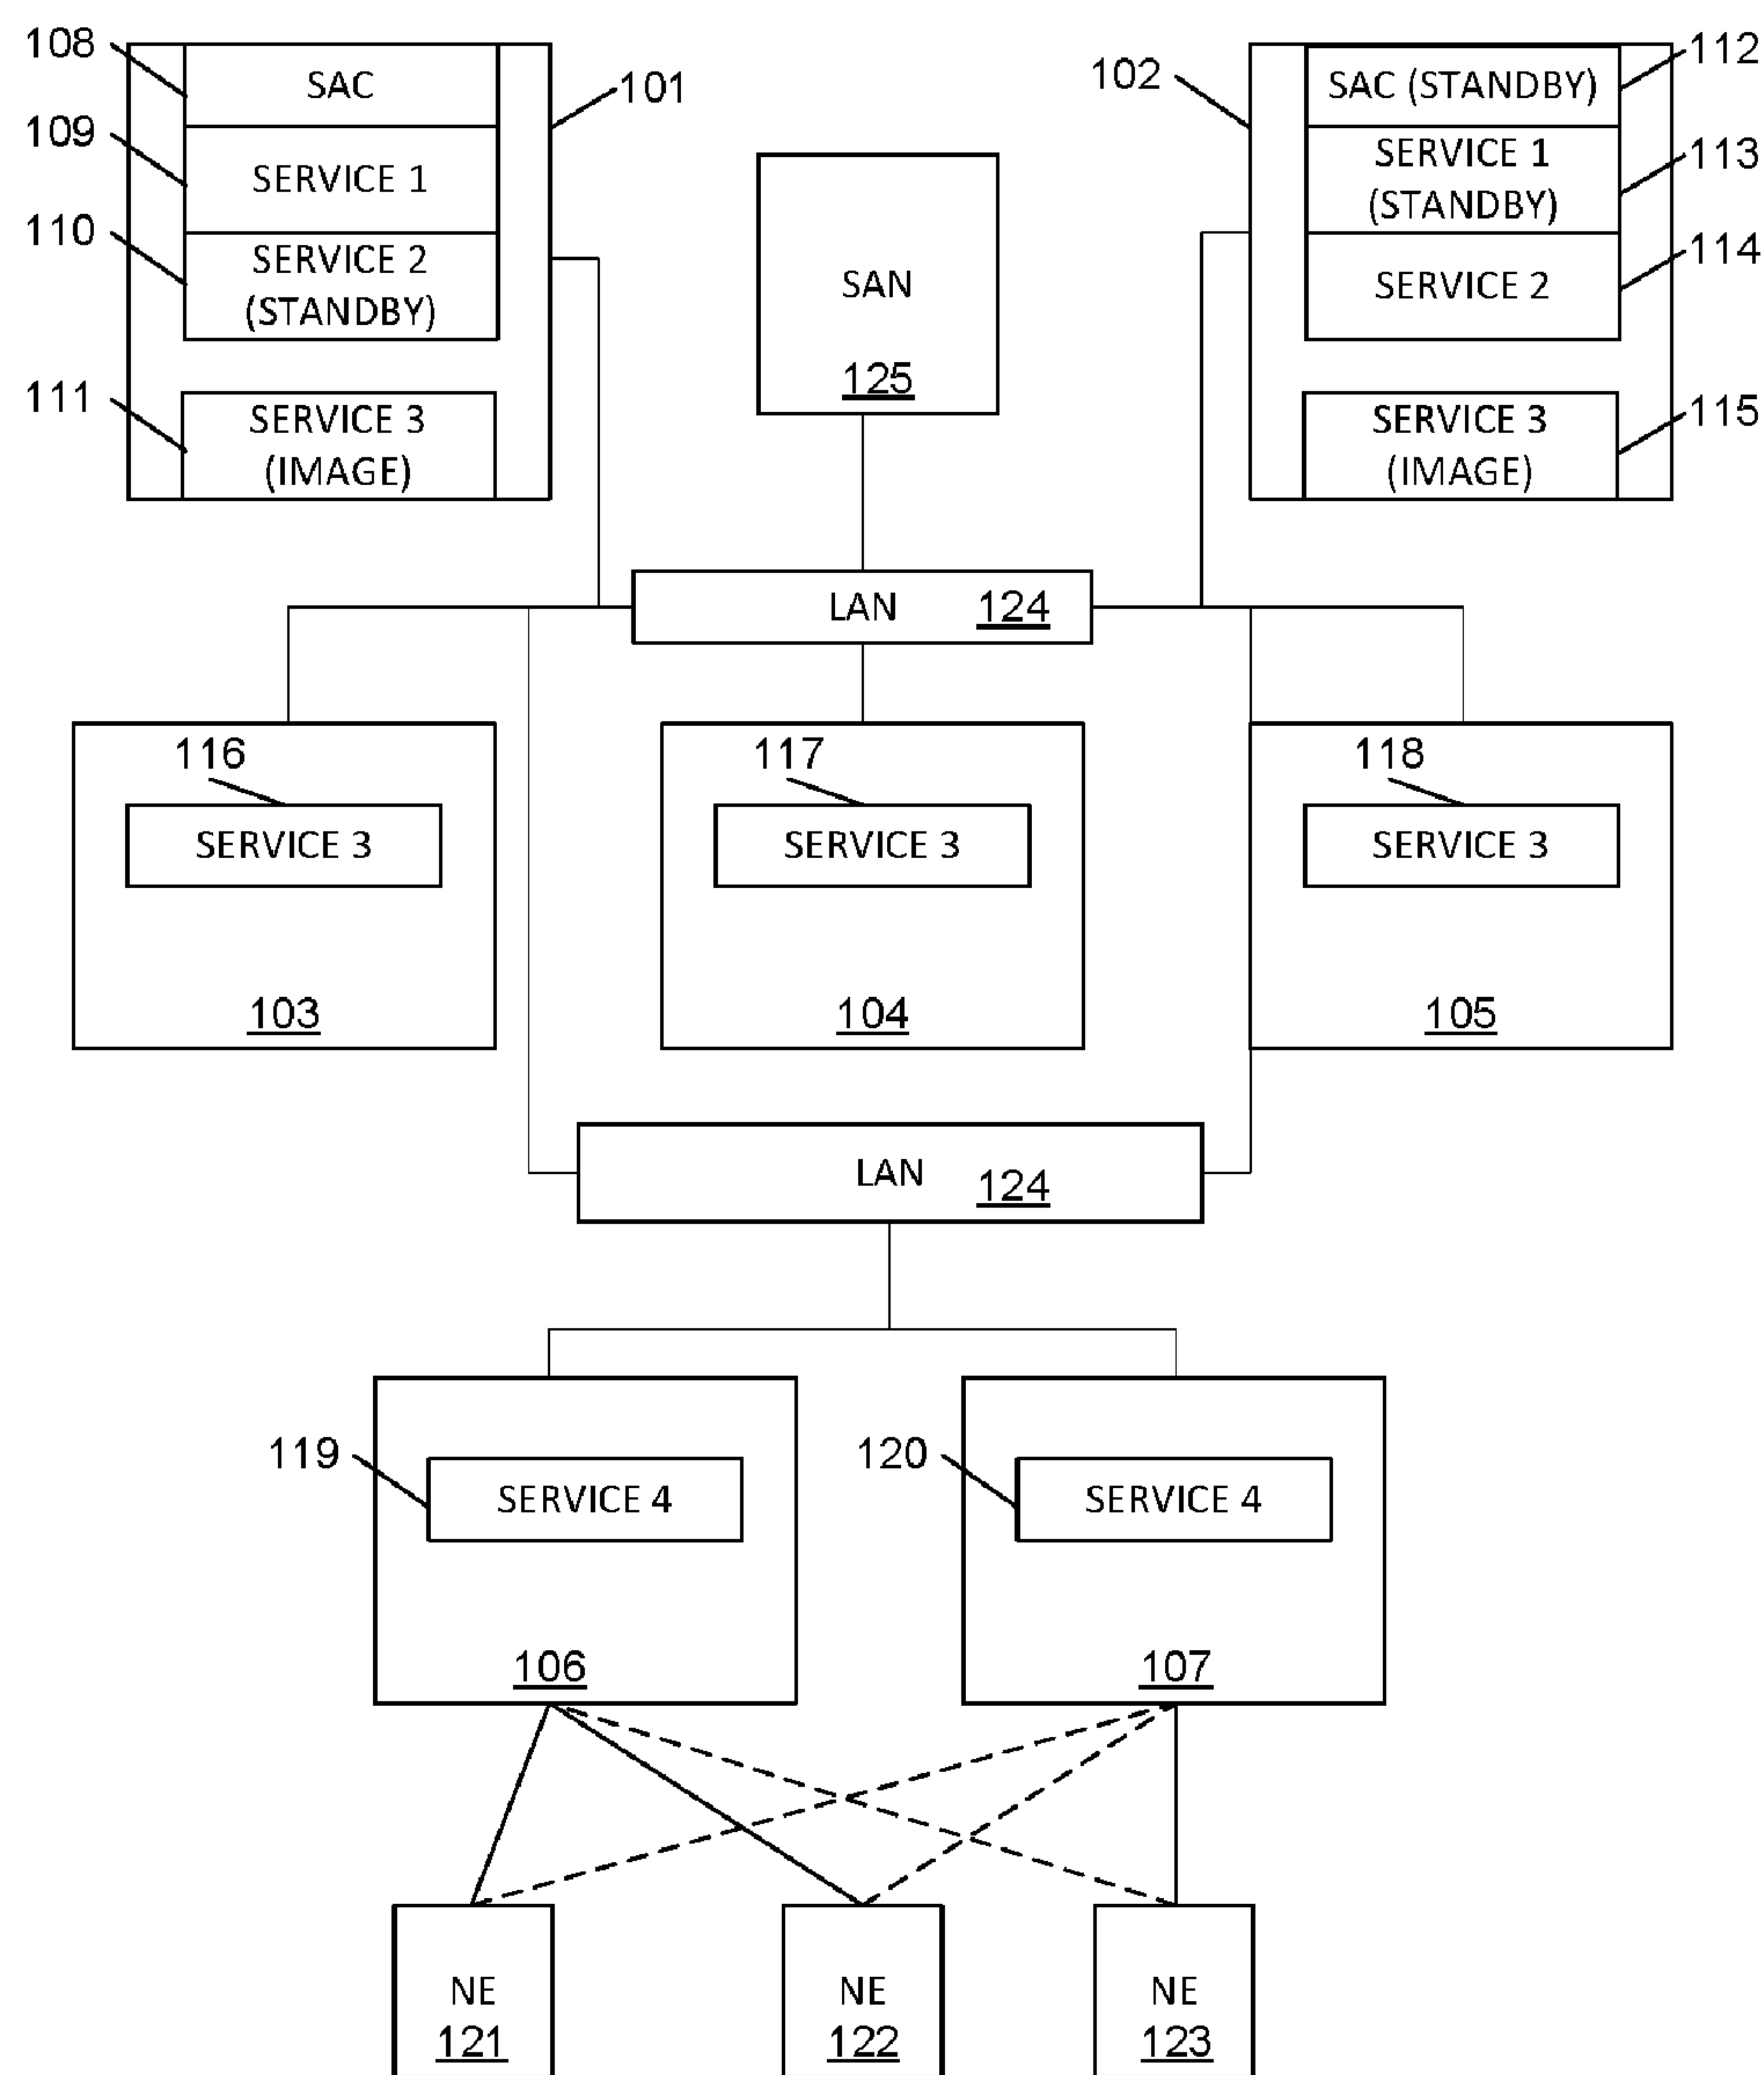 108
SAC
101
109
SERVICE 1
110
SERVICE 2
(STANDBY)
111
SERVICE 3
(IMAGE)
SAN
125
102
SAC (STANDBY)
112
SERVICE 1
(STANDBY)
113
SERVICE 2
114
SERVICE 3
(IMAGE)
115
LAN 124
116
SERVICE 3
103
117
SERVICE 3
104
118
SERVICE 3
105
LAN 124
119
SERVICE 4
106
120
SERVICE 4
107
NE
121
NE
122
NE
123